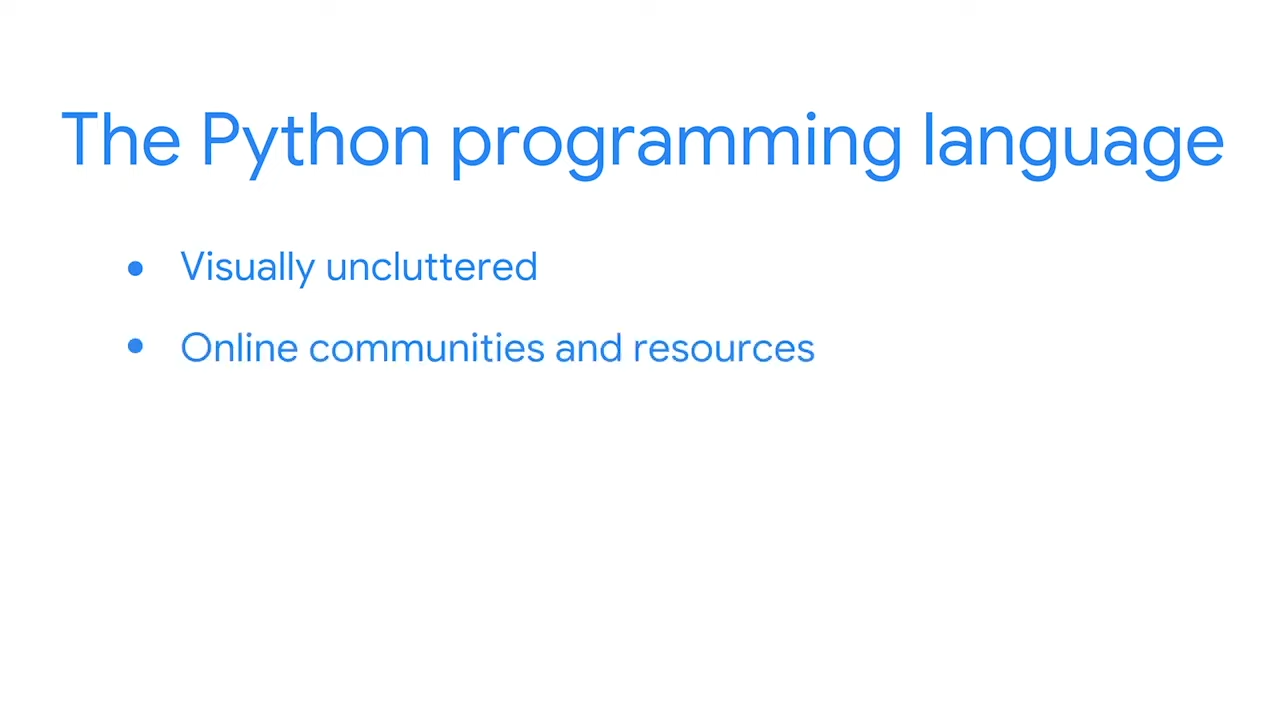 The Python programming language
• Visually uncluttered
• Online communities and resources